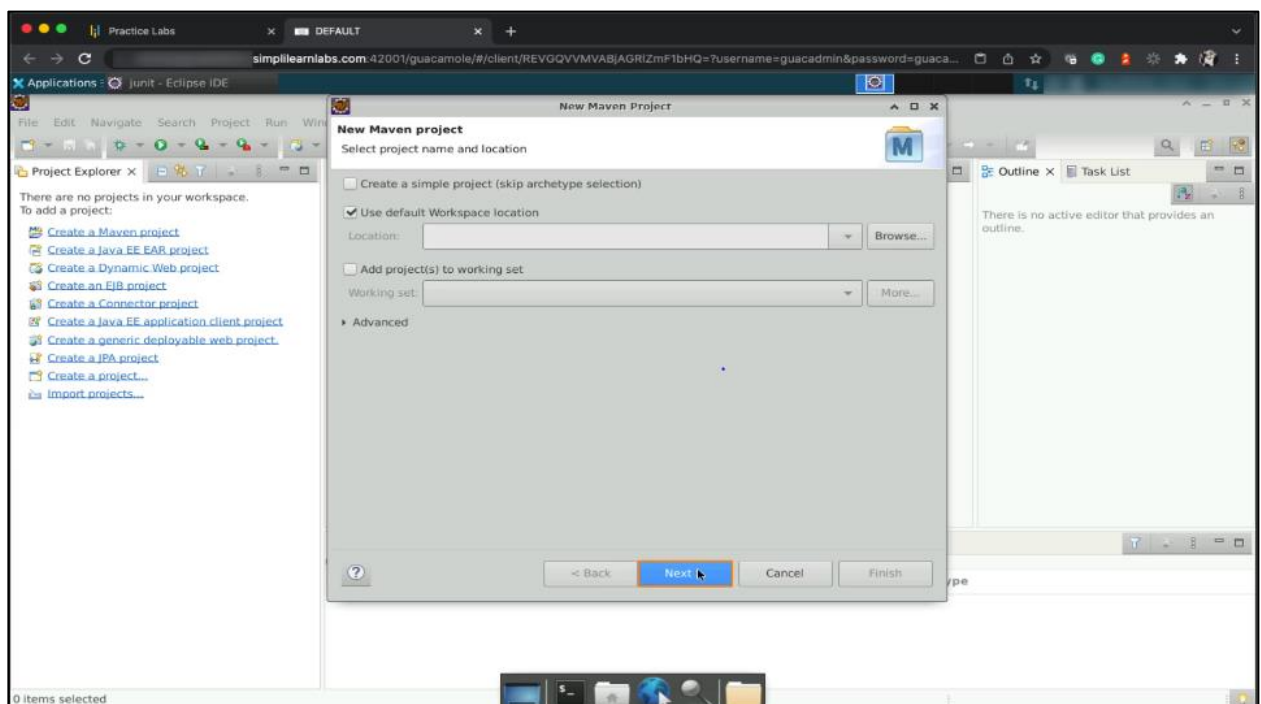 Practice Labs
DEFAULT
simplilearnlabs.com:42001/guacamole/#/client/REVGQVVMVABjAGRlZmF1bHQ=?username=guacadmin&password=guaca...
Applications
junit - Eclipse IDE
New Maven Project
File Edit Navigate Search Project Run Win
New Maven project
Select project name and location
Project Explorer
There are no projects in your workspace.
To add a project:
Create a Maven project
Create a Java EE EAR project
Create a Dynamic Web project
Create an EJB project
Create a Connector project
Create a Java EE application client project
Create a generic deployable web project.
Create a JPA project
Create a project...
Import projects...
Create a simple project (skip archetype selection)
Use default Workspace location
Location:
Browse...
Add project(s) to working set
Working set:
More...
Advanced
< Back
Next
Cancel
Finish
Outline
Task List
There is no active editor that provides an
outline.
ype
0 items selected